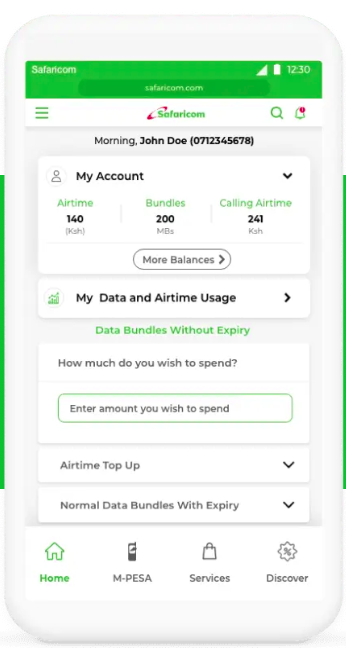 Safaricom 12:30
safaricom.com
Safaricom
Morning, John Doe (0712345678)
My Account
Airtime Bundles Calling Airtime
140 200 241
(Ksh) MBs Ksh
More Balances
My Data and Airtime Usage
Data Bundles Without Expiry
How much do you wish to spend?
Enter amount you wish to spend
Airtime Top Up
Normal Data Bundles With Expiry
Home M-PESA Services Discover